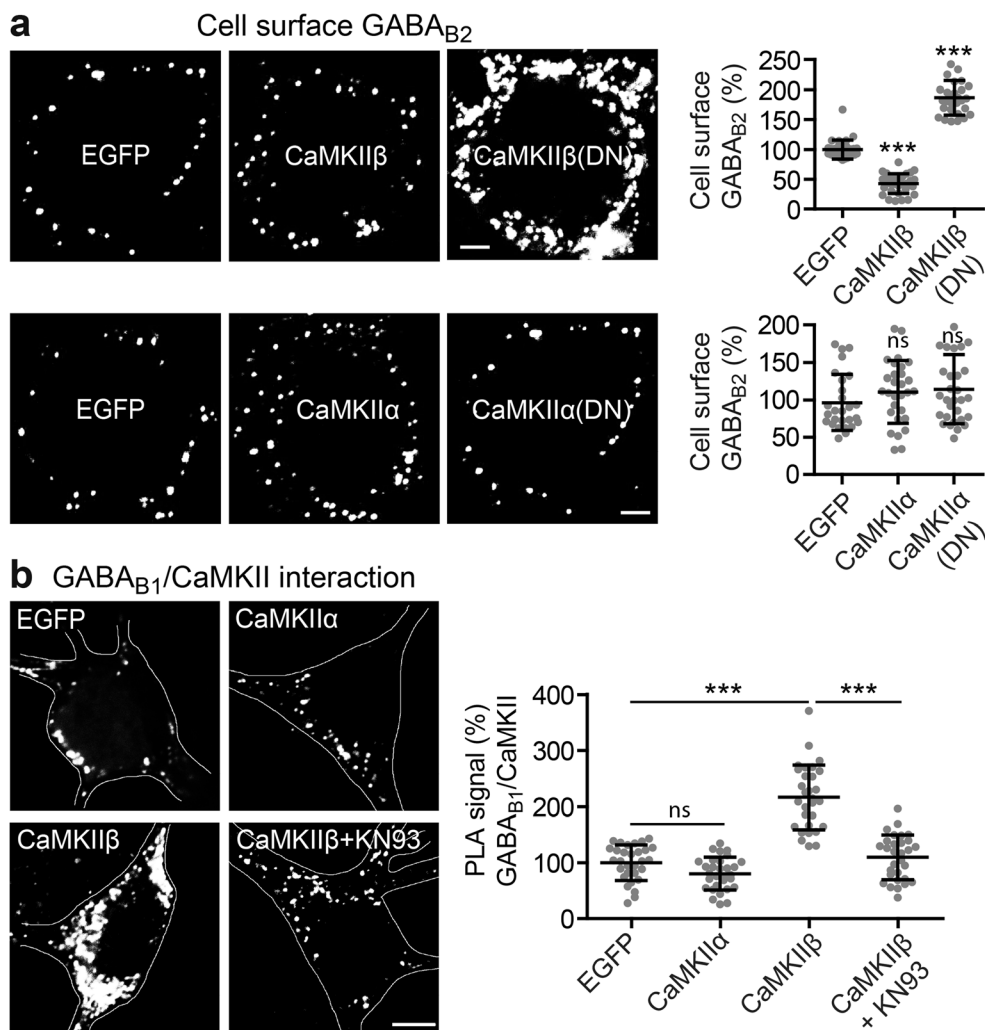 a
Cell surface GABAB2
EGFP
CaMKIIβ
CaMKIIβ(DN)
Cell surface
GABAB2 (%)
250
200
150
100
50
0
***
***
EGFP
CaMKIIβ
CaMKIIβ
(DN)
EGFP
CaMKIIα
CaMKIIα(DN)
Cell surface
GABAB2 (%)
200
150
100
50
0
ns
ns
EGFP
CaMKIIα
CaMKIIα
(DN)
b
GABAB1/CaMKII interaction
EGFP
CaMKIIα
CaMKIIβ
CaMKIIβ+KN93
PLA signal (%)
GABAB1/CaMKII
400
300
200
100
0
***
***
ns
EGFP
CaMKIIα
CaMKIIβ
CaMKIIβ
+ KN93